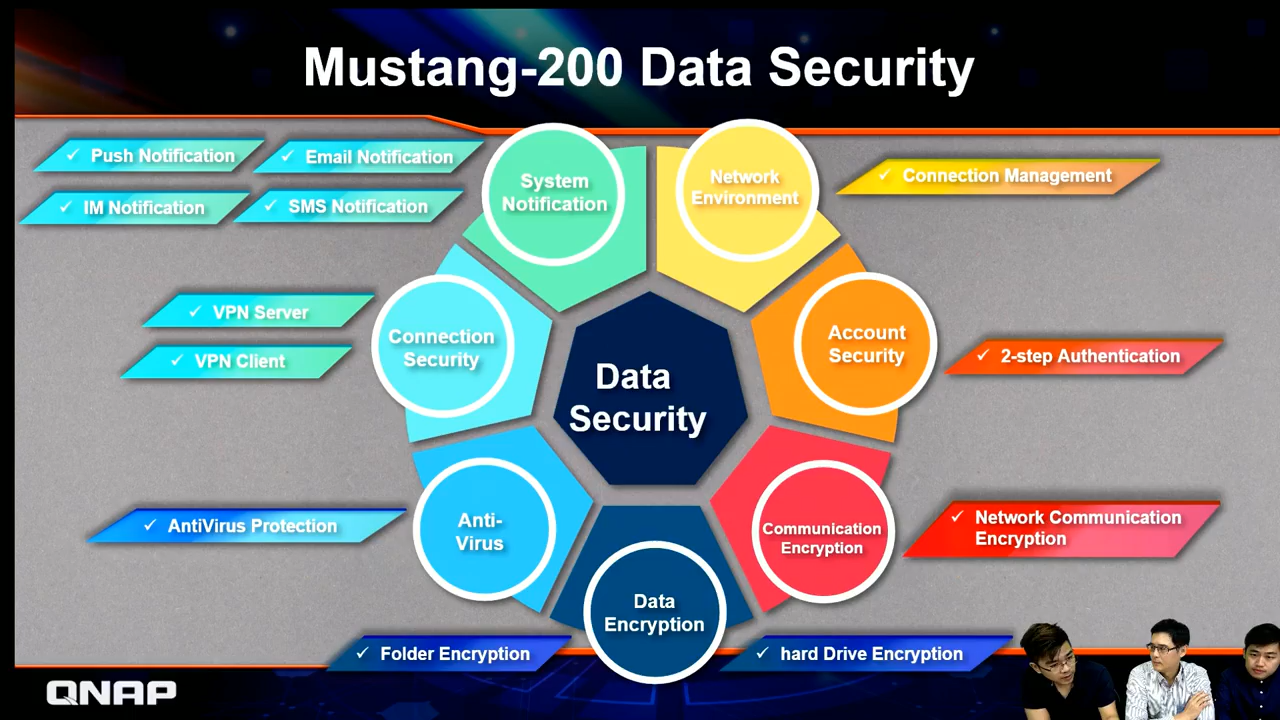 Mustang-200 Data Security
Push Notification
Email Notification
IM Notification
SMS Notification
System
Notification
Network
Environment
Connection Management
VPN Server
VPN Client
Connection
Security
Account
Security
2-step Authentication
Data
Security
AntiVirus Protection
Anti-
Virus
Communication
Encryption
Network Communication
Encryption
Data
Encryption
Folder Encryption
hard Drive Encryption
QNAP